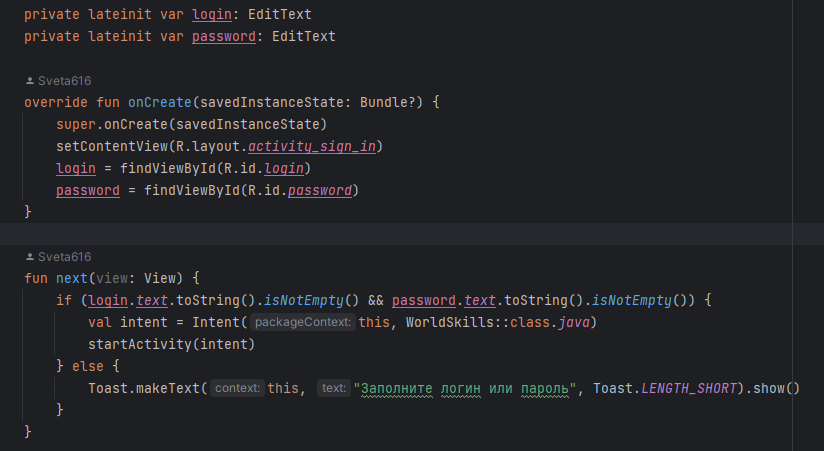 private lateinit var login: EditText
private lateinit var password: EditText
Sveta616
override fun onCreate(savedInstanceState: Bundle?) {
super.onCreate(savedInstanceState)
setContentView(R.layout.activity_sign_in)
login = findViewById(R.id.login)
password = findViewById(R.id.password)
}
Sveta616
fun next(view: View) {
if (login.text.toString().isNotEmpty() && password.text.toString().isNotEmpty()) {
val intent = Intent( packageContext: this, WorldSkills::class.java)
startActivity(intent)
} else {
Toast.makeText( context: this, text: "Заполните логин или пароль", Toast.LENGTH_SHORT).show()
}
}